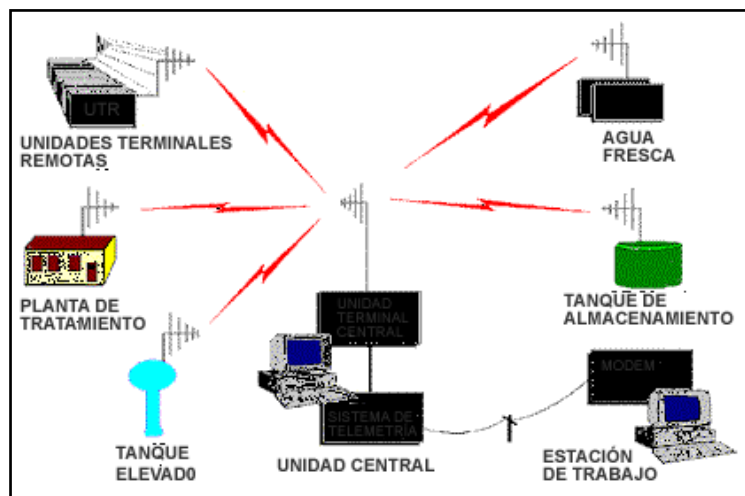 UTR
UNIDADES TERMINALES
REMOTAS
AGUA
FRESCA
PLANTA DE
TRATAMIENTO
UNIDAD
TERMINAL
CENTRAL
TANQUE DE
ALMACENAMIENTO
TANQUE
ELEVAD0
SISTEMA DE
TELEMETRÍA
UNIDAD CENTRAL
MODEM
ESTACIÓN
DE TRABAJO